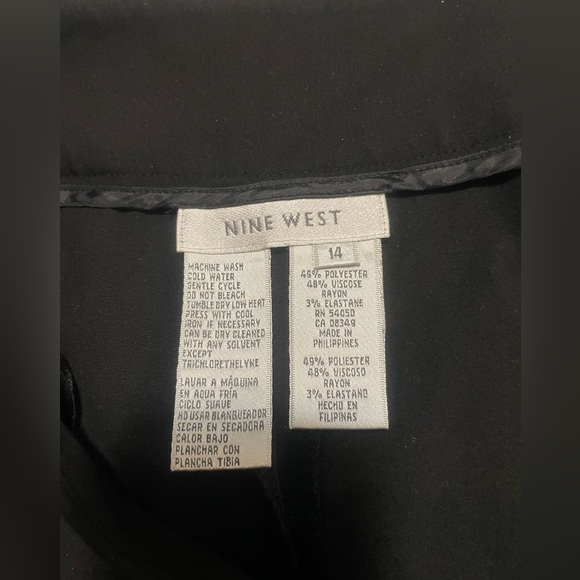 NINE WEST
14
MACHINE WASH
COLD WATER
GENTLE CYCLE
DO NOT BLEACH
TUMBLE DRY LOW HEAT
PRESS WITH COOL
IRON IF NECESSARY
CAN BE DRY CLEANED
WITH ANY SOLVENT
EXCEPT
TRICHLORETHELYNE
LAVAR A MÁQUINA
EN AGUA FRÍA
CICLO SUAVE
NO USAR BLANQUEADOR
SECAR EN SECADORA
CALOR BAJO
PLANCHAR CON
PLANCHA TIBIA
49% POLYESTER
48% VISCOSE
RAYON
3% ELASTANE
RN 54050
CA 08349
MADE IN
PHILIPPINES
49% POLIESTER
48% VISCOSO
RAYON
3% ELASTANO
HECHO EN
FILIPINAS